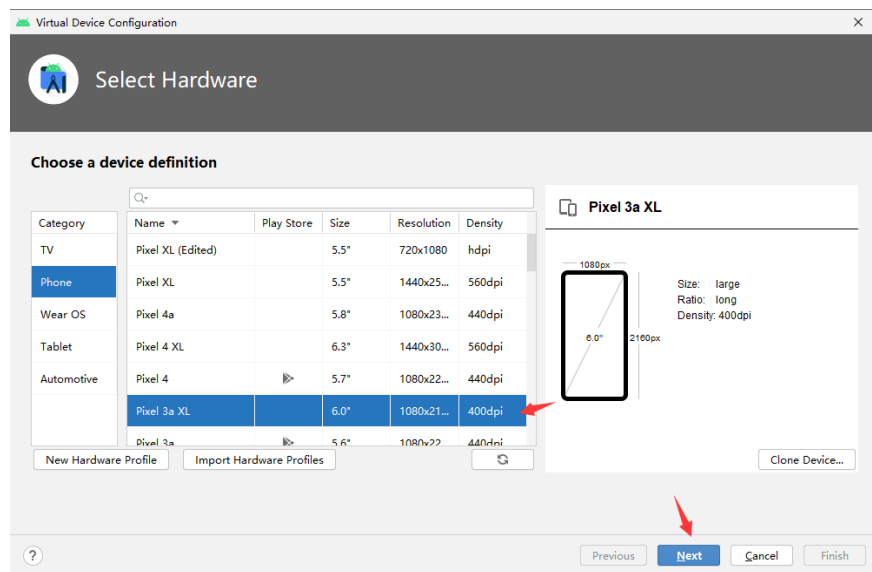 Virtual Device Configuration
Select Hardware
Choose a device definition
Category
TV
Phone
Wear OS
Tablet
Automotive
Name Play Store Size Resolution Density
Pixel XL (Edited) 5.5" 720x1080 hdpi
Pixel XL 5.5" 1440x25... 560dpi
Pixel 4a 5.8" 1080x23... 440dpi
Pixel 4 XL 6.3" 1440x30... 560dpi
Pixel 4 5.7" 1080x22... 440dpi
Pixel 3a XL 6.0" 1080x21... 400dpi
Pixel 3a 5.6" 1080x22... 440dpi
New Hardware Profile Import Hardware Profiles
Pixel 3a XL
1080px
6.0"
2160px
Size: large
Ratio: long
Density: 400dpi
Clone Device...
? Previous Next Cancel Finish